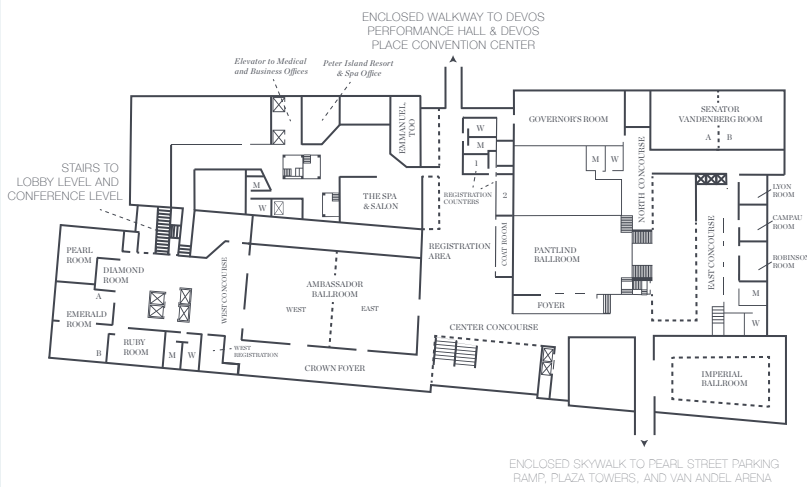 ENCLOSED WALKWAY TO DEVOS
PERFORMANCE HALL & DEVOS
PLACE CONVENTION CENTER
Elevator to Medical
and Business Offices
Peter Island Resort
& Spa Office
EMMANUEL,
TOO
GOVERNOR'S ROOM
SENATOR
VANDENBERG ROOM
A
B
W
M
1
M
W
NORTH CONCOURSE
STAIRS TO
LOBBY LEVEL AND
CONFERENCE LEVEL
M
W
THE SPA
& SALON
REGISTRATION
COUNTERS
2
LYON
ROOM
CAMPAU
ROOM
ROBINSON
ROOM
EAST CONCOURSE
REGISTRATION
AREA
COAT ROOM
PANTLIND
BALLROOM
PEARL
ROOM
DIAMOND
ROOM
A
EMERALD
ROOM
B
RUBY
ROOM
M
W
WEST CONCOURSE
WEST
REGISTRATION
AMBASSADOR
BALLROOM
WEST
EAST
CROWN FOYER
FOYER
CENTER CONCOURSE
M
W
IMPERIAL
BALLROOM
ENCLOSED SKYWALK TO PEARL STREET PARKING
RAMP, PLAZA TOWERS, AND VAN ANDEL ARENA